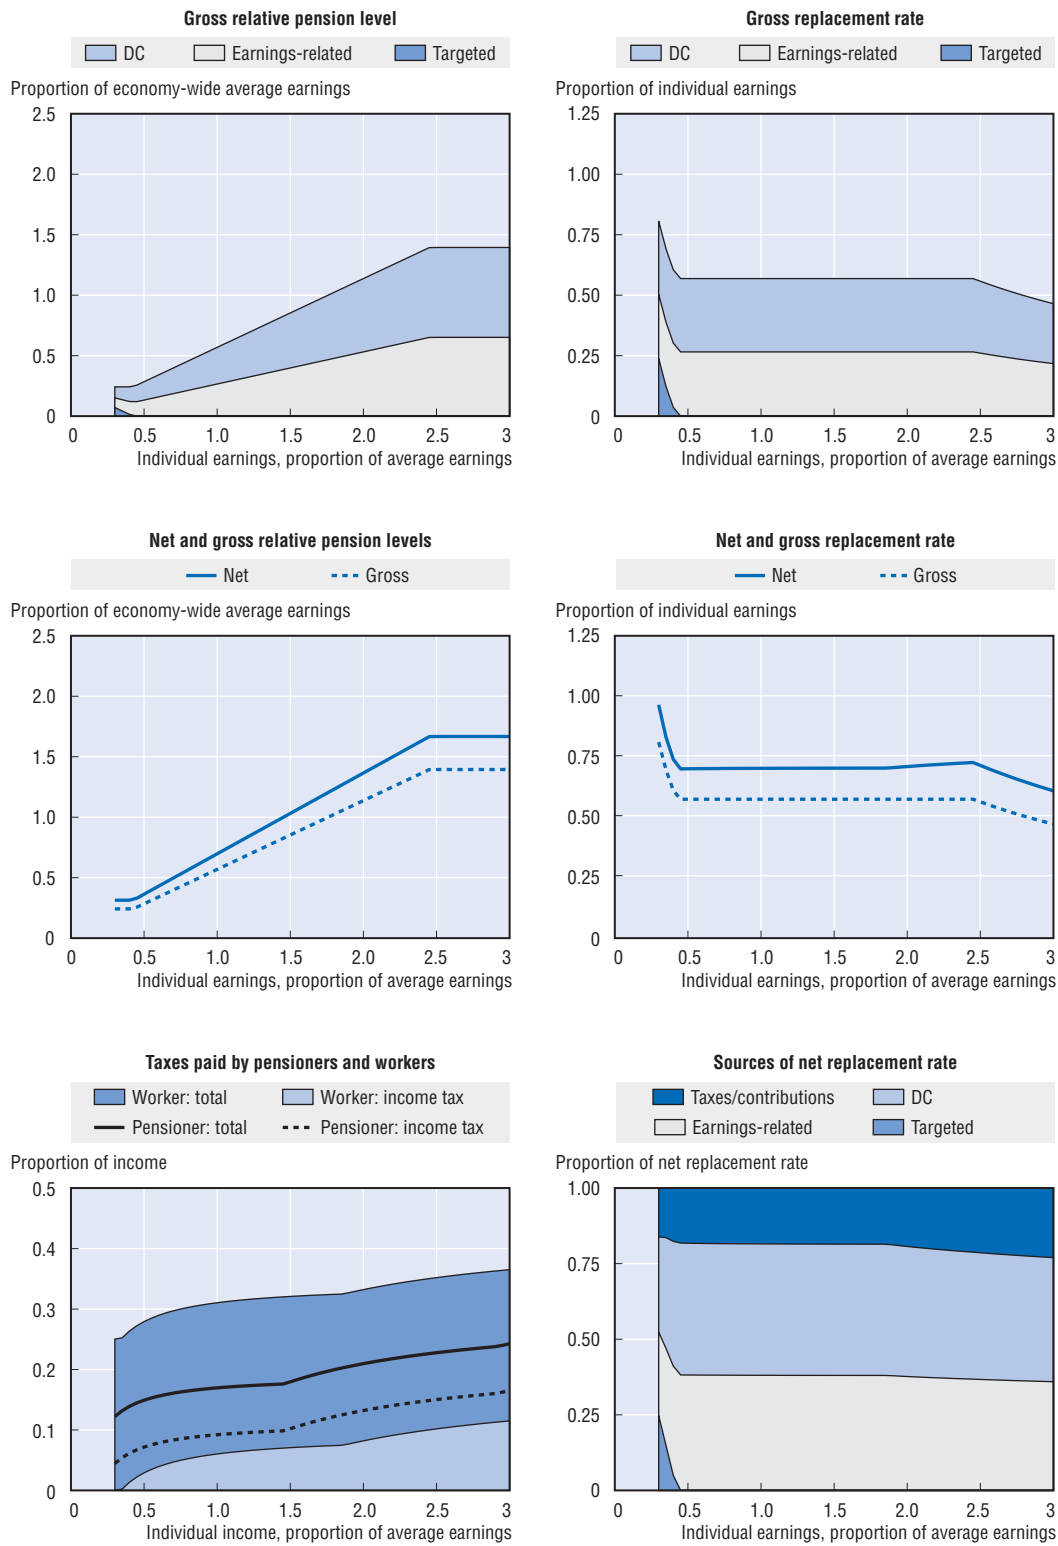 Gross relative pension level
DC Earnings-related Targeted
Proportion of economy-wide average earnings
2.5
2.0
1.5
1.0
0.5
0
0 0.5 1.0 1.5 2.0 2.5 3
Individual earnings, proportion of average earnings
Gross replacement rate
DC Earnings-related Targeted
Proportion of individual earnings
1.25
1.00
0.75
0.50
0.25
0
0 0.5 1.0 1.5 2.0 2.5 3
Individual earnings, proportion of average earnings
Net and gross relative pension levels
Net Gross
Proportion of economy-wide average earnings
2.5
2.0
1.5
1.0
0.5
0
0 0.5 1.0 1.5 2.0 2.5 3
Individual earnings, proportion of average earnings
Net and gross replacement rate
Net Gross
Proportion of individual earnings
1.25
1.00
0.75
0.50
0.25
0
0 0.5 1.0 1.5 2.0 2.5 3
Individual earnings, proportion of average earnings
Taxes paid by pensioners and workers
Worker: total Worker: income tax
Pensioner: total Pensioner: income tax
Proportion of income
0.5
0.4
0.3
0.2
0.1
0
0 0.5 1.0 1.5 2.0 2.5 3
Individual income, proportion of average earnings
Sources of net replacement rate
Taxes/contributions DC
Earnings-related Targeted
Proportion of net replacement rate
1.00
0.75
0.50
0.25
0
0 0.5 1.0 1.5 2.0 2.5 3
Individual earnings, proportion of average earnings